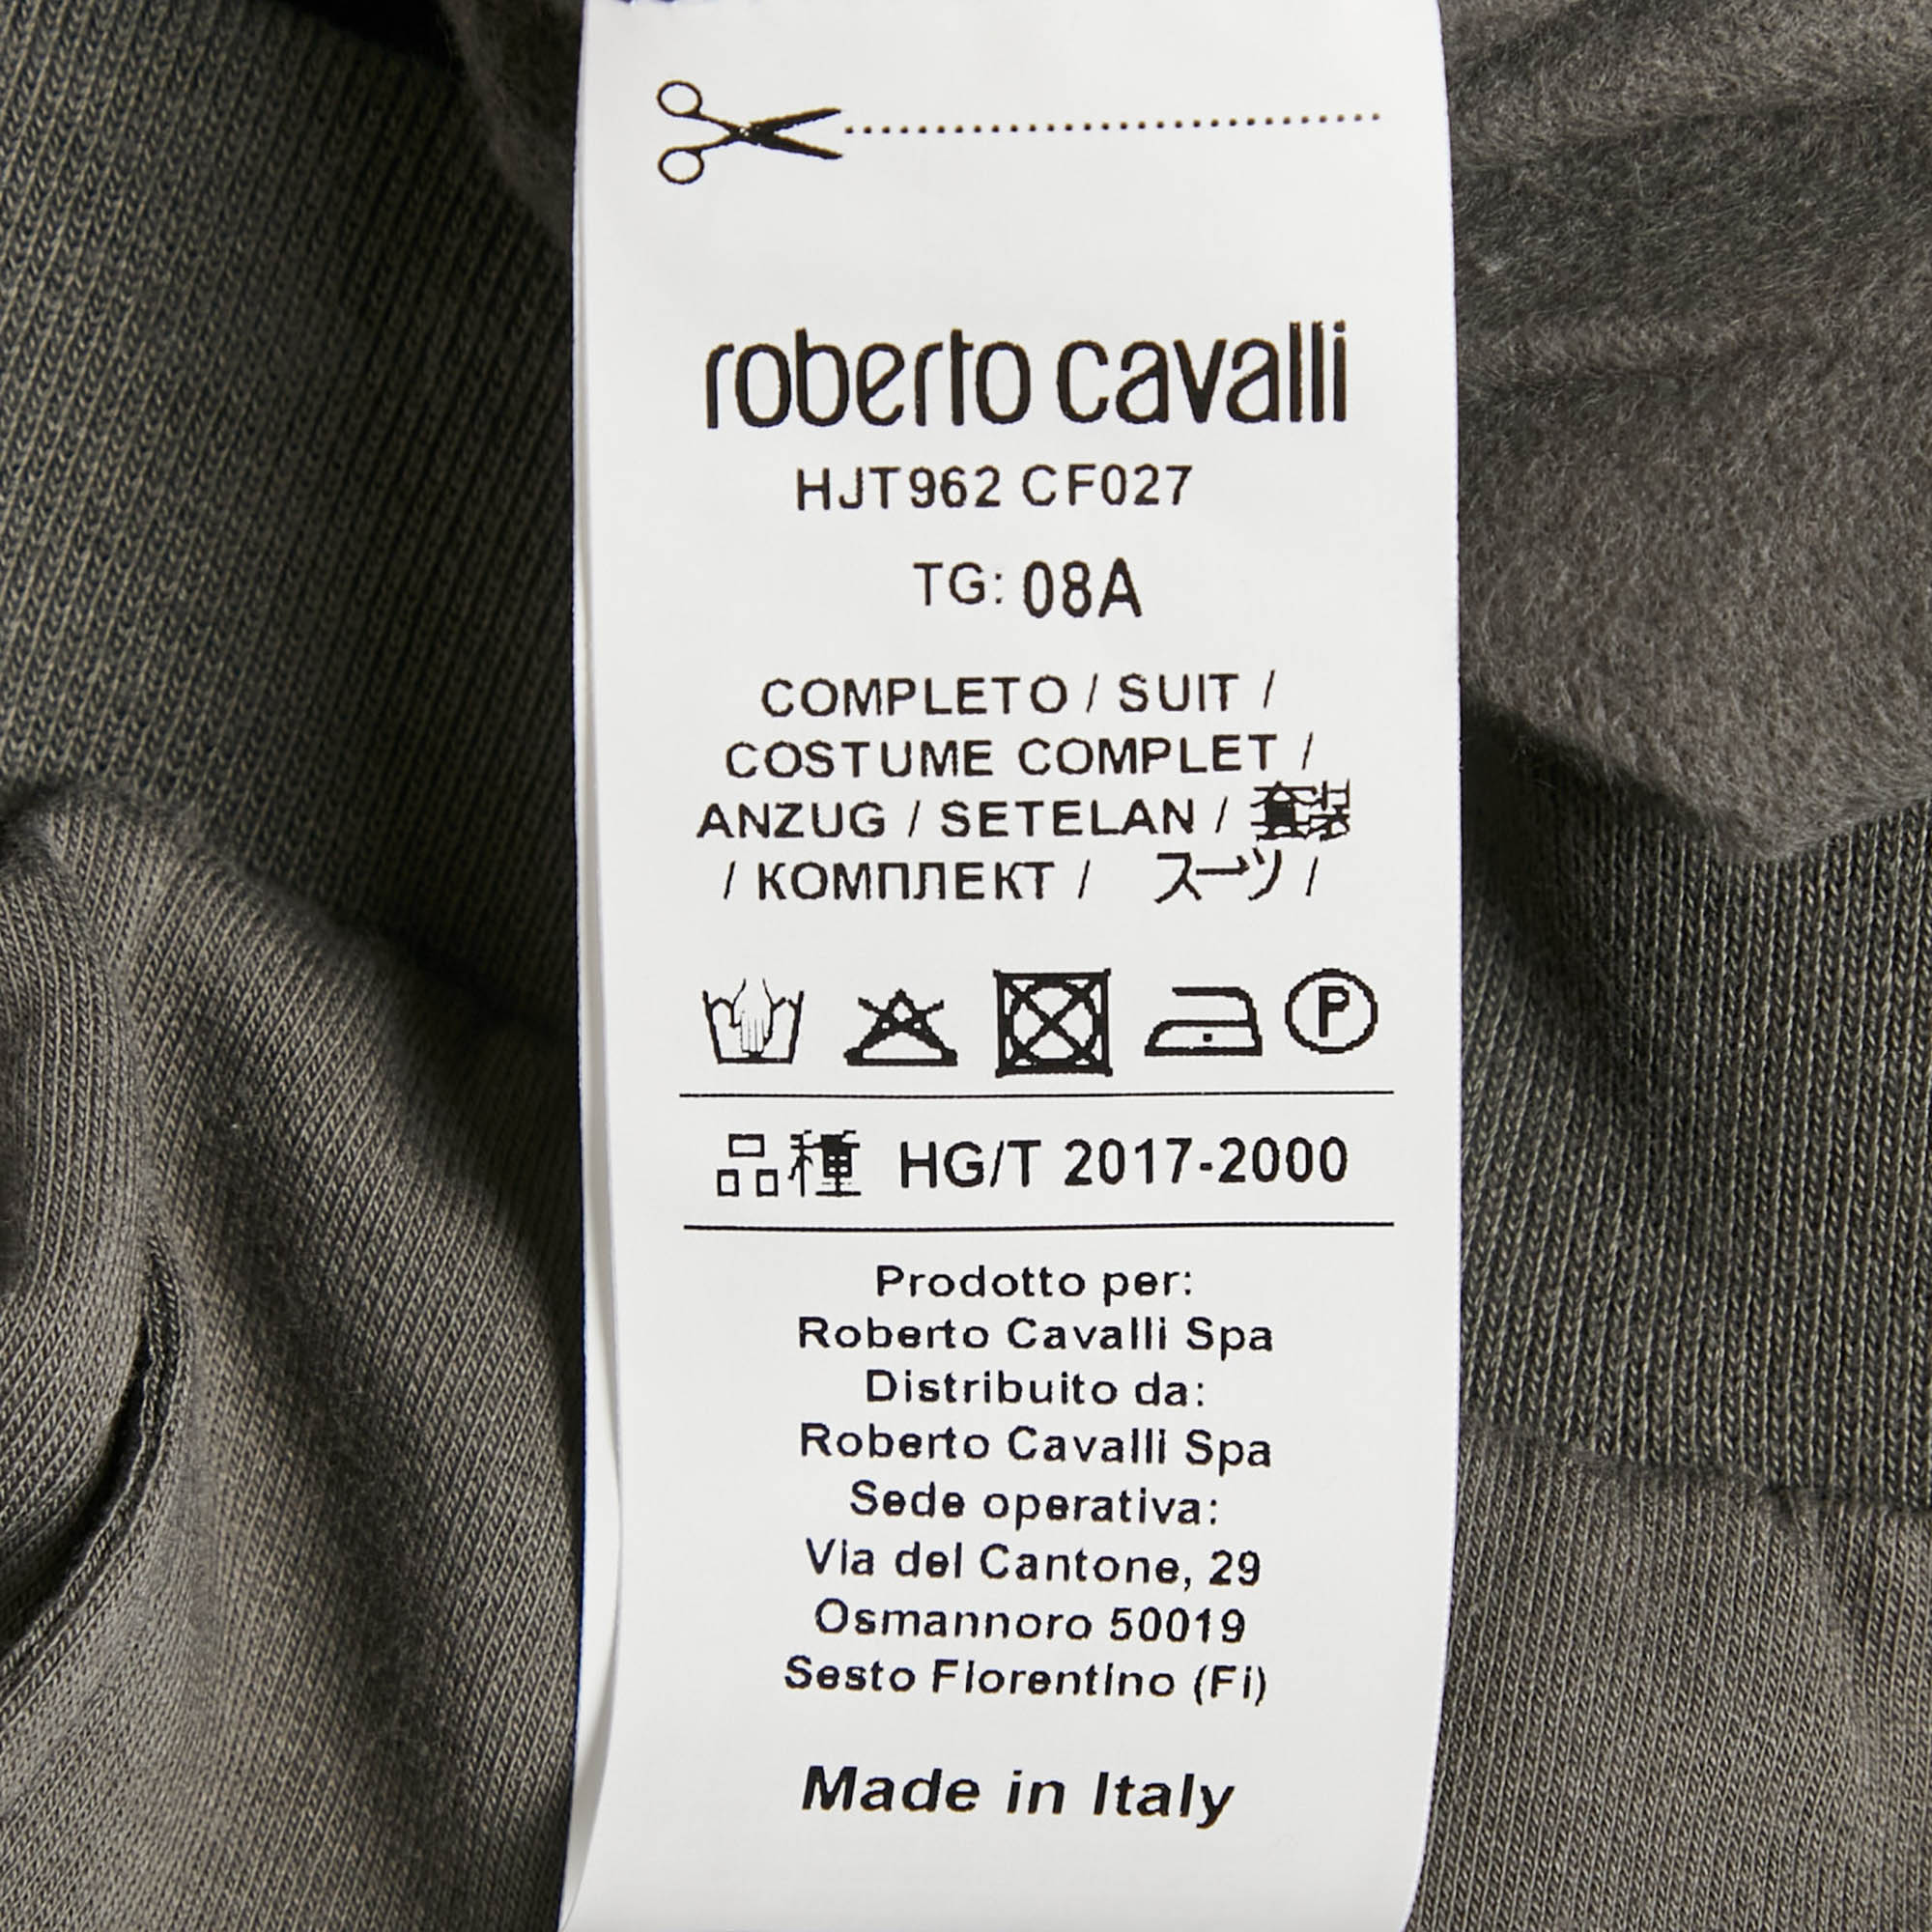 roberto cavalli
HJT962 CF027
TG: 08A
COMPLETO / SUIT /
COSTUME COMPLET /
ANZUG / SETELAN / 套裝
/ КОМПЛЕКТ / スーツ /
P
品種 HG/T 2017-2000
Prodotto per:
Roberto Cavalli Spa
Distribuito da:
Roberto Cavalli Spa
Sede operativa:
Via del Cantone, 29
Osmannoro 50019
Sesto Fiorentino (Fi)
Made in Italy